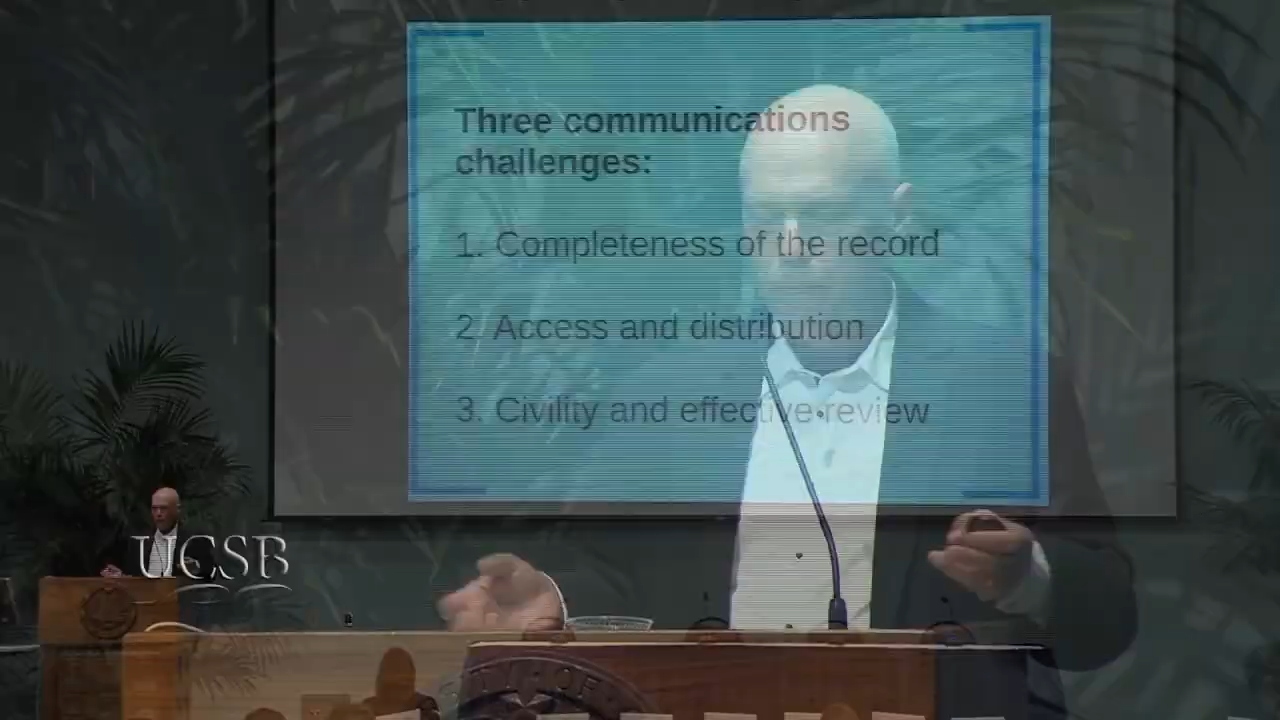 Three communications
challenges:
1. Completeness of the record
2. Access and distribution
3. Civility and effective review
UCSB